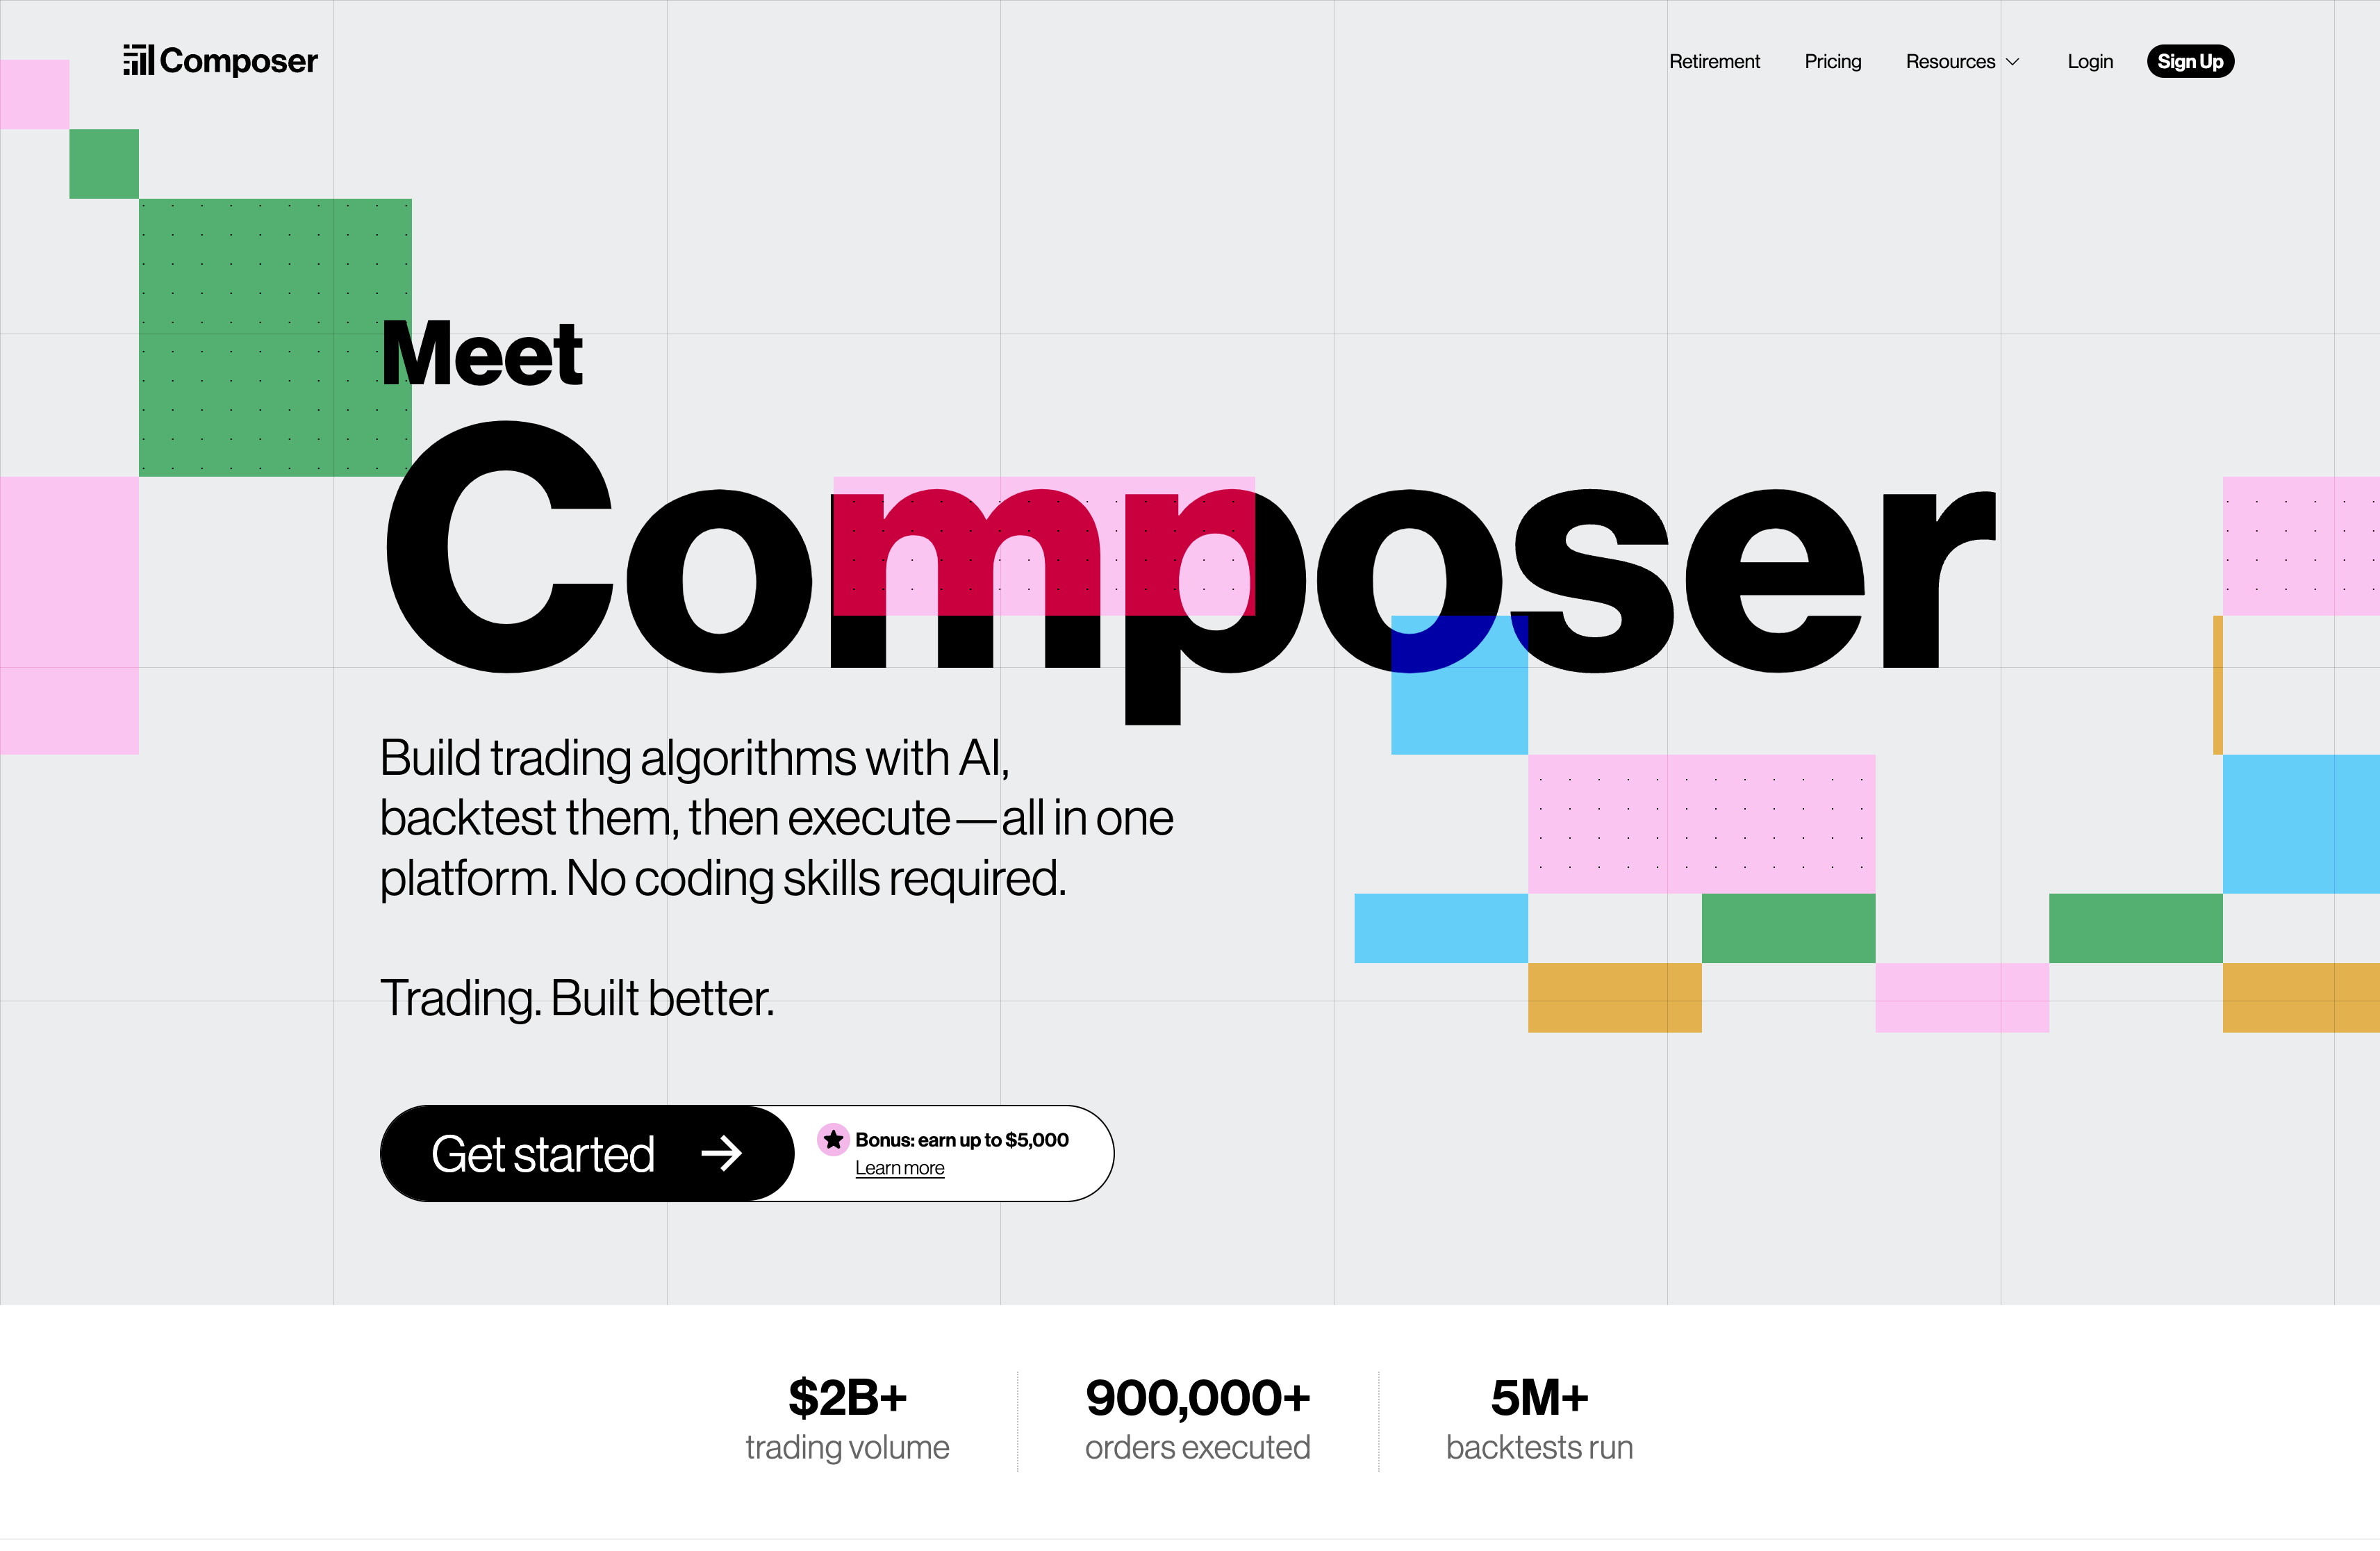 Composer
Retirement
Pricing
Resources
Login
Sign Up
Meet
Composer
Build trading algorithms with AI,
backtest them, then execute—all in one
platform. No coding skills required.
Trading. Built better.
Get started
Bonus: earn up to $5,000
Learn more
$2B+
trading volume
900,000+
orders executed
5M+
backtests run